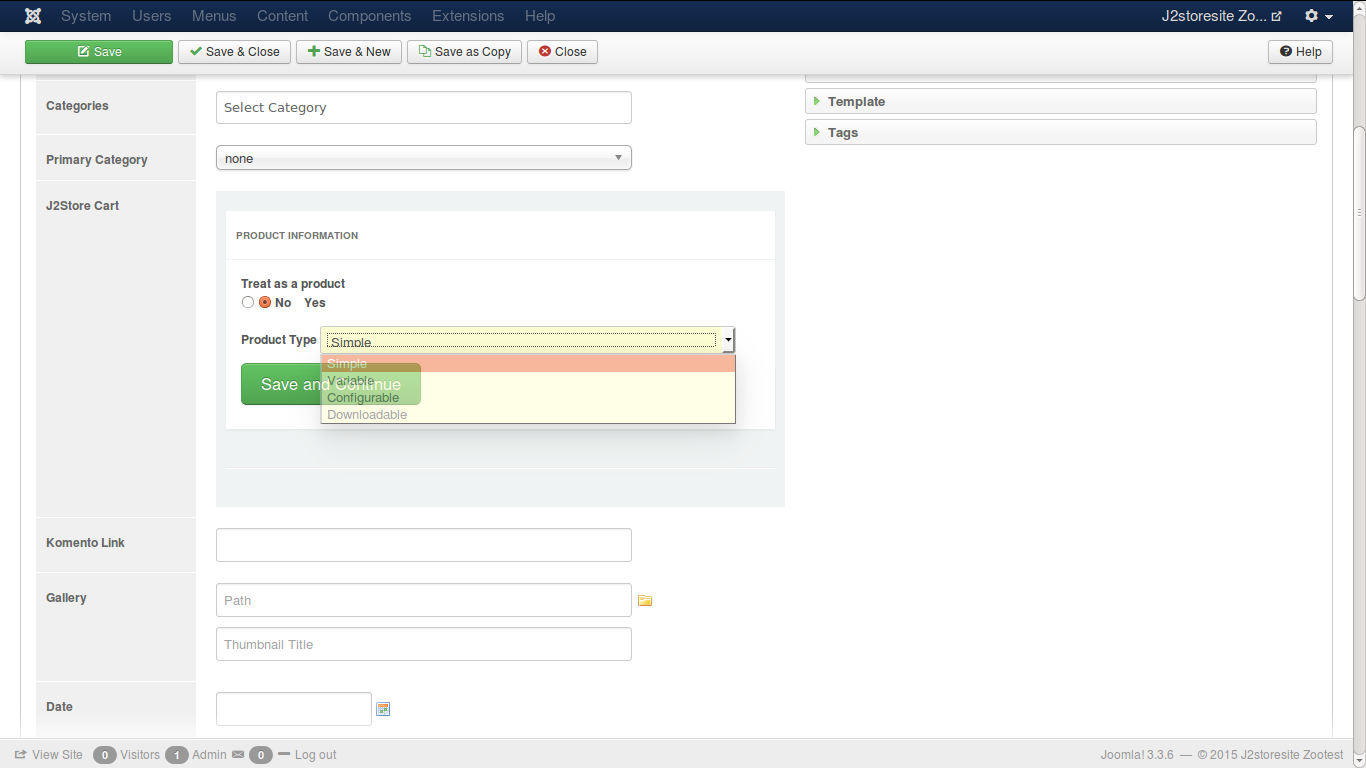 System Users Menus Content Components Extensions Help J2storesite Zo...
Save Save & Close Save & New Save as Copy Close Help
Categories
Select Category
Template
Tags
Primary Category
none
J2Store Cart
PRODUCT INFORMATION
Treat as a product
No Yes
Product Type
Simple
Simple
Variable
Configurable
Downloadable
Save and Continue
Komento Link
Gallery
Path
Thumbnail Title
Date
View Site 0 Visitors 1 Admin 0 Log out Joomla! 3.3.6 — © 2015 J2storesite Zootest